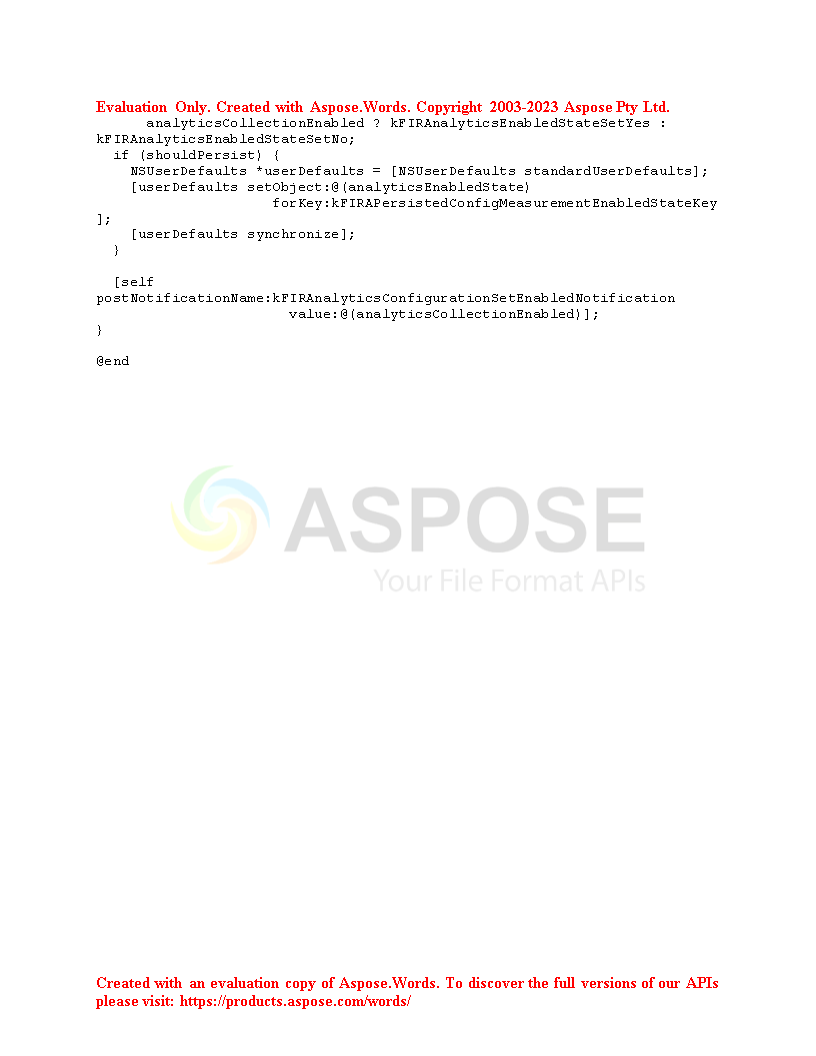 Evaluation Only. Created with Aspose.Words. Copyright 2003-2023 Aspose Pty Ltd.
      analyticsCollectionEnabled ? kFIRAnalyticsEnabledStateSetYes :
kFIRAnalyticsEnabledStateSetNo;
  if (shouldPersist) {
    NSUserDefaults *userDefaults = [NSUserDefaults standardUserDefaults];
    [userDefaults setObject:@(analyticsEnabledState)
                     forKey:kFIRAPersistedConfigMeasurementEnabledStateKey
];
    [userDefaults synchronize];
  }

  [self
postNotificationName:kFIRAnalyticsConfigurationSetEnabledNotification
                       value:@(analyticsCollectionEnabled)];
}

@end
ASPOSE
Your File Format APIs
Created with an evaluation copy of Aspose.Words. To discover the full versions of our APIs
please visit: https://products.aspose.com/words/